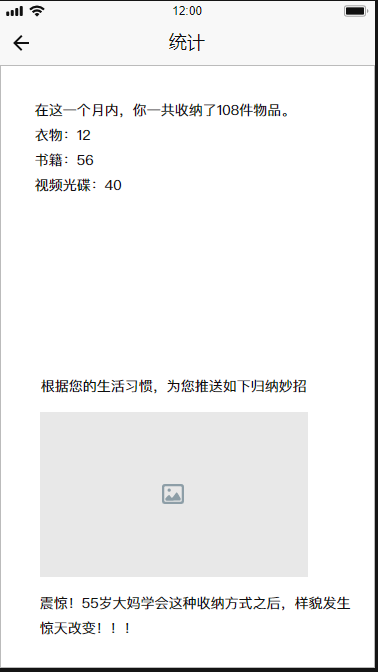 12:00
统计
在这一个月内，你一共收纳了108件物品。
衣物：12
书籍：56
视频光碟：40
根据您的生活习惯，为您推送如下归纳妙招
震惊！55岁大妈学会这种收纳方式之后，样貌发生
惊天改变！！！